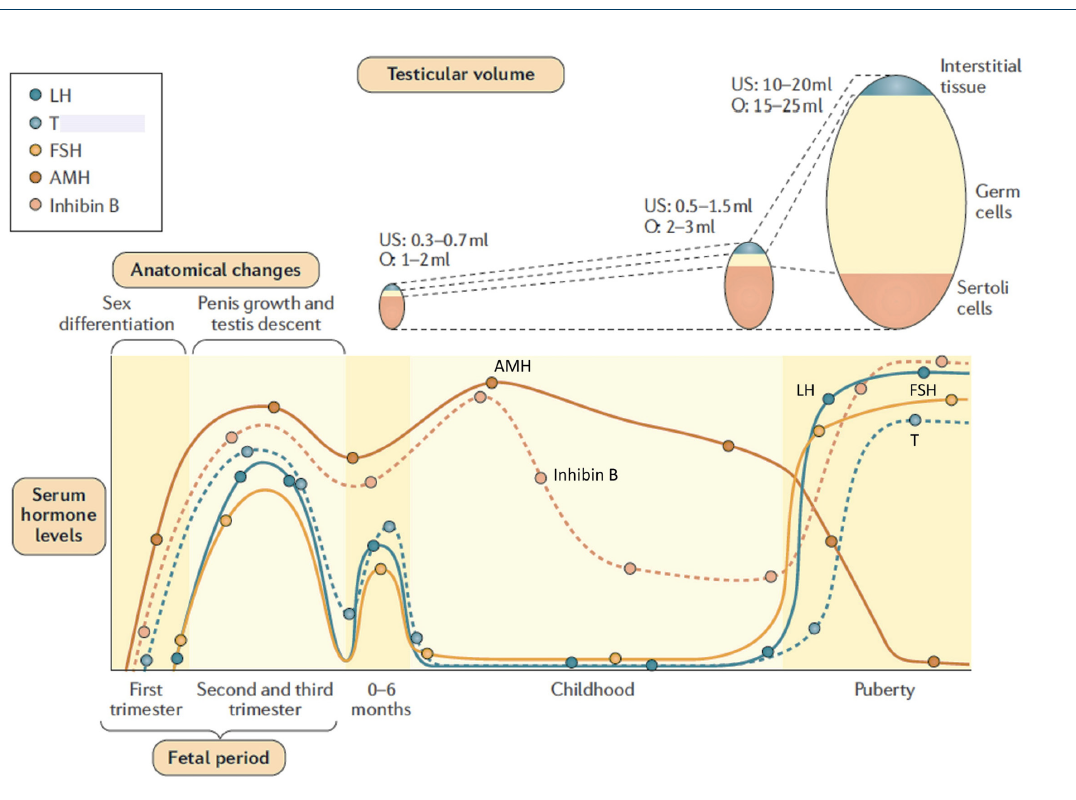 Testicular volume
LH
T
FSH
AMH
Inhibin B
US: 10–20 ml
O: 15–25 ml
Interstitial
tissue
Germ
cells
Sertoli
cells
US: 0.5–1.5 ml
O: 2–3 ml
US: 0.3–0.7 ml
O: 1–2 ml
Anatomical changes
Sex
differentiation
Penis growth and
testis descent
AMH
LH
FSH
T
Inhibin B
Serum
hormone
levels
First
trimester
Second and third
trimester
0–6
months
Childhood
Puberty
Fetal period